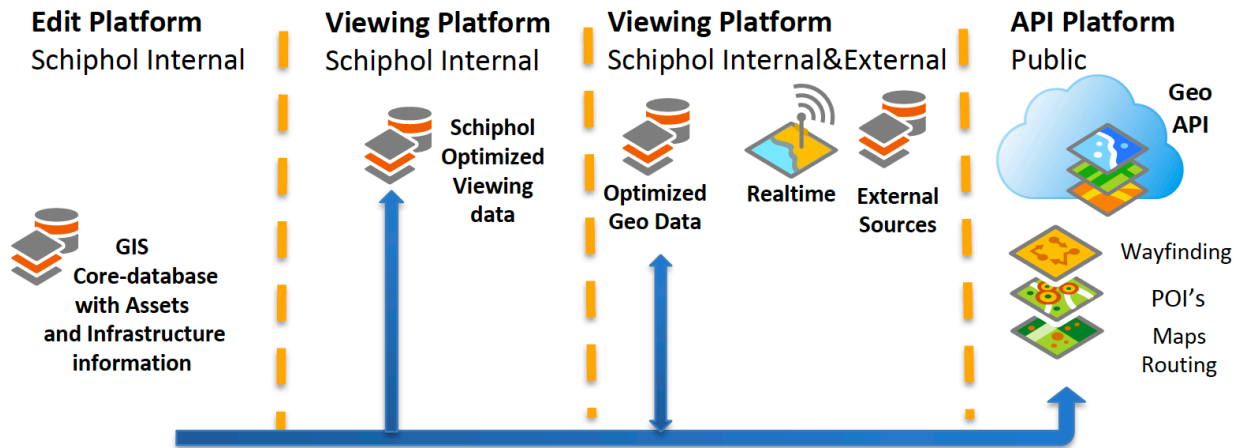 Edit Platform
Schiphol Internal
GIS
Core-database
with Assets
and Infrastructure
information
Viewing Platform
Schiphol Internal
Schiphol
Optimized
Viewing
data
Viewing Platform
Schiphol Internal&External
Optimized
Geo Data
Realtime
External
Sources
API Platform
Public
Geo
API
Wayfinding
POI's
Maps
Routing